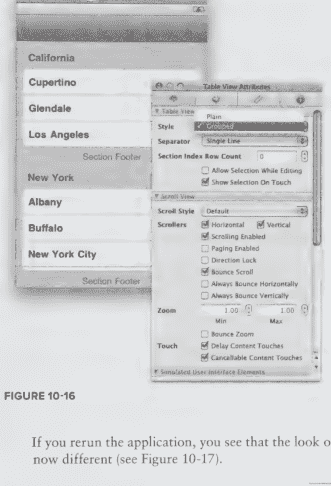 California
Cupertino
Glendale
Los Angeles
Section Footer
New York
Albany
Buffalo
New York City
Section Footer
Table View Attributes
Table View
Plain
Style
Grouped
Separator Single Line
Section Index Row Count 0
Allow Selection While Editing
Show Selection On Touch
Scroll View
Scroll Style Default
Scrollers Horizontal Vertical
Scrolling Enabled
Paging Enabled
Direction Lock
Bounce Scroll
Always Bounce Horizontally
Always Bounce Vertically
Zoom 1.00 1.00
Min Max
Bounce Zoom
Touch Delay Content Touches
Cancellable Content Touches
Simulated User Interface Elements
FIGURE 10-16
If you rerun the application, you see that the look o
now different (see Figure 10-17).